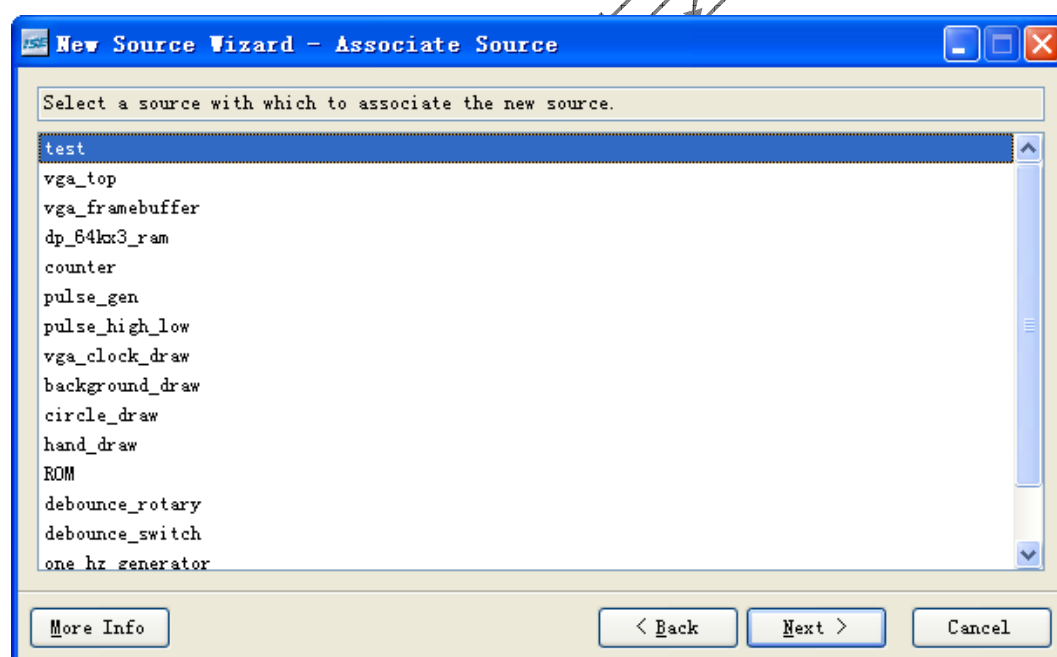 ISE New Source Wizard - Associate Source
Select a source with which to associate the new source.
test
vga_top
vga_framebuffer
dp_64kx3_ram
counter
pulse_gen
pulse_high_low
vga_clock_draw
background_draw
circle_draw
hand_draw
ROM
debounce_rotary
debounce_switch
one_hz_generator
More Info < Back Next > Cancel